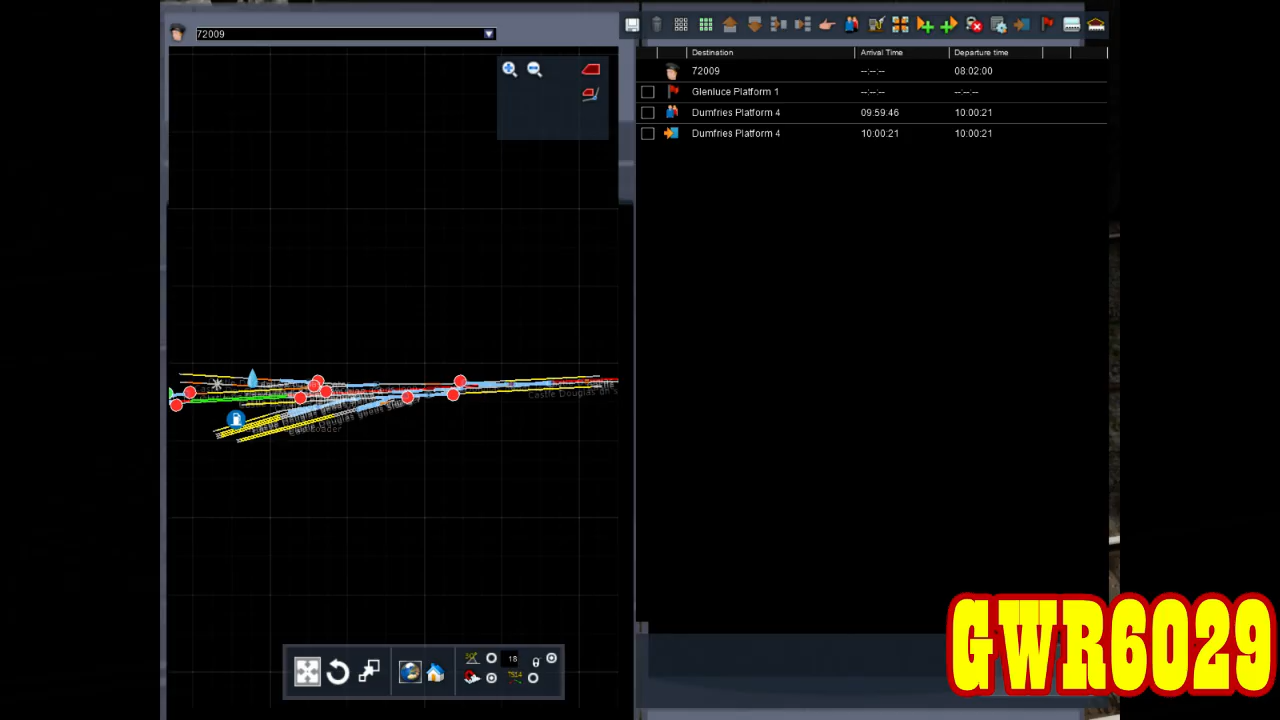 72009
Destination Arrival Time Departure time
72009 --:--:-- 08:02:00
Glenluce Platform 1 --:--:-- --:--:--
Dumfries Platform 4 09:59:46 10:00:21
Dumfries Platform 4 10:00:21 10:00:21
Castle Douglas
18
GWR6029